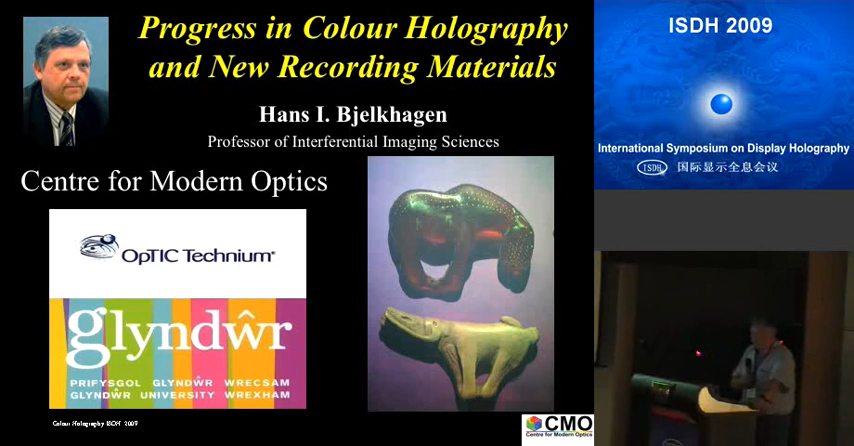 Progress in Colour Holography
and New Recording Materials
Hans I. Bjelkhagen
Professor of Interferential Imaging Sciences
Centre for Modern Optics
OpTIC Technium
glyndŵr
PRIFYSGOL GLYNDŴR WRECSAM
GLYNDŴR UNIVERSITY WREXHAM
Colour Holography ISDH 2009
CMO
Centre for Modern Optics
ISDH 2009
International Symposium on Display Holography
ISDH 国际显示全息会议